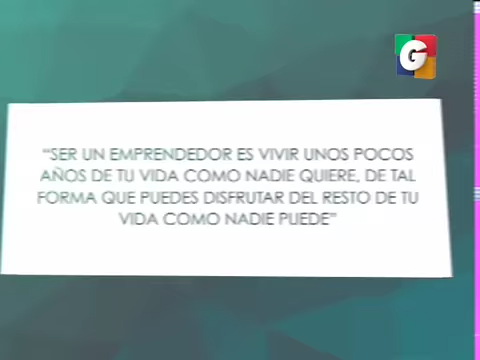 G
“SER UN EMPRENDEDOR ES VIVIR UNOS POCOS
AÑOS DE TU VIDA COMO NADIE QUIERE, DE TAL
FORMA QUE PUEDES DISFRUTAR DEL RESTO DE TU
VIDA COMO NADIE PUEDE”